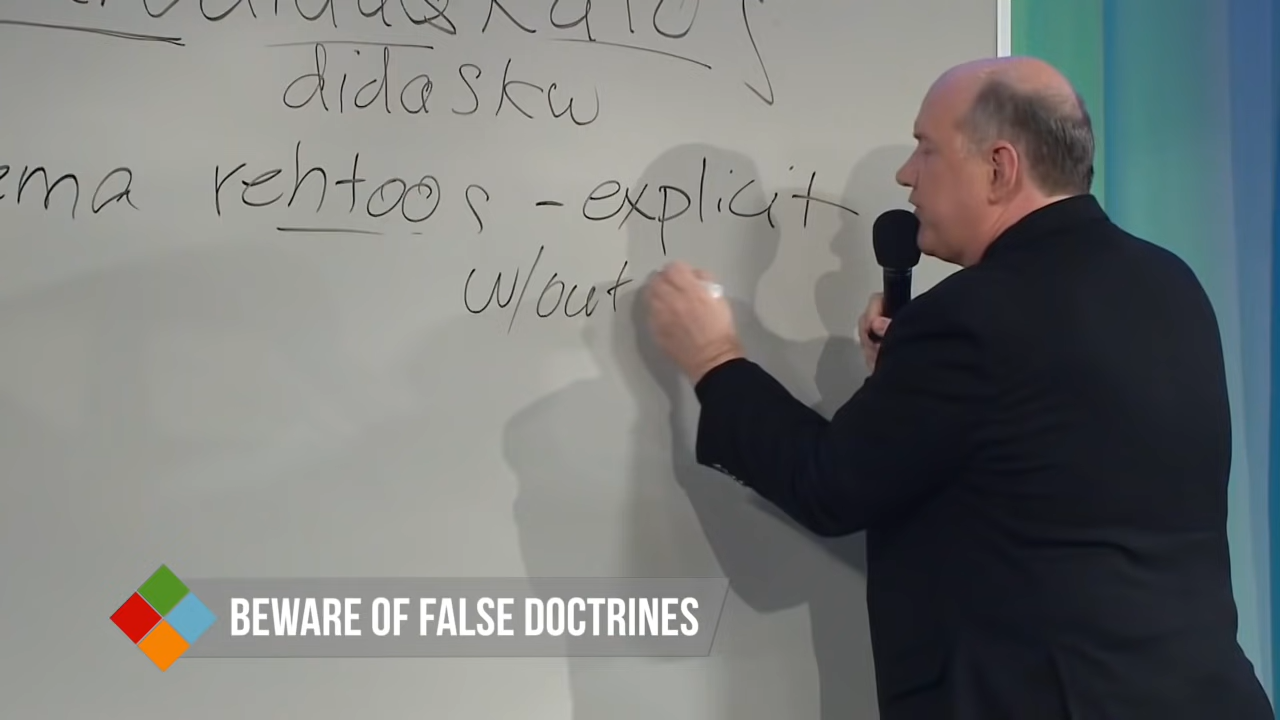 didaskw
rehtoos - explicit
w/out
BEWARE OF FALSE DOCTRINES